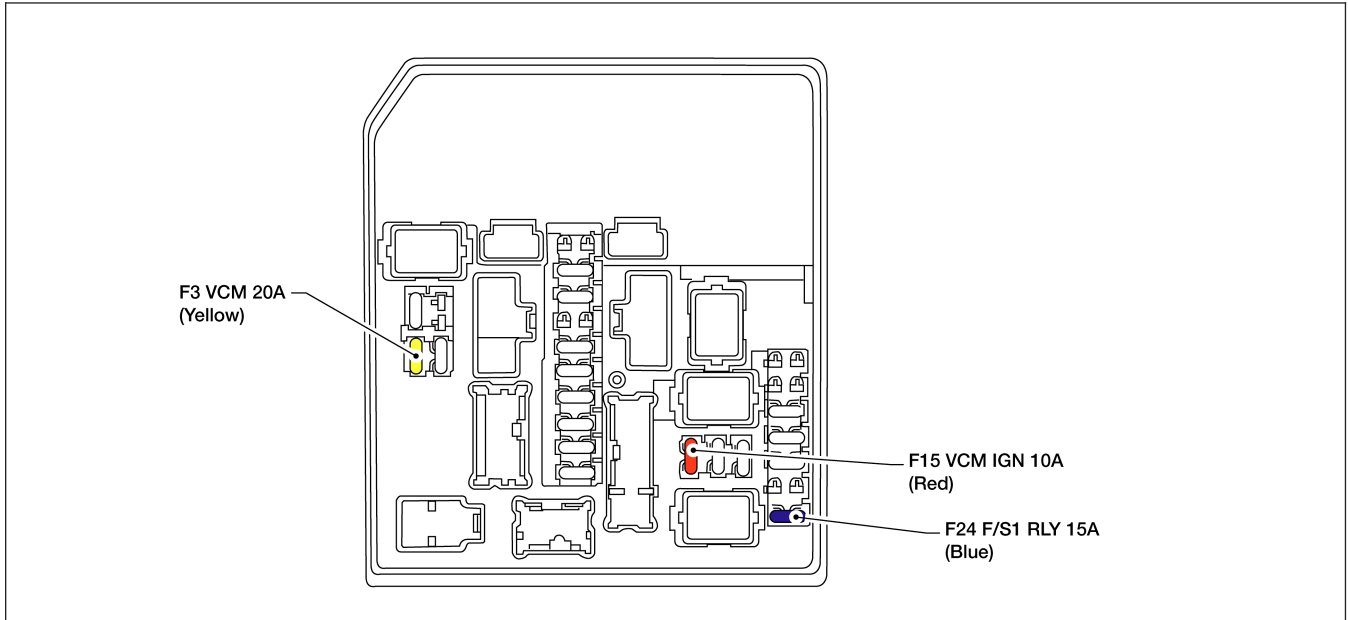 F3 VCM 20A
(Yellow)
F15 VCM IGN 10A
(Red)
F24 F/S1 RLY 15A
(Blue)